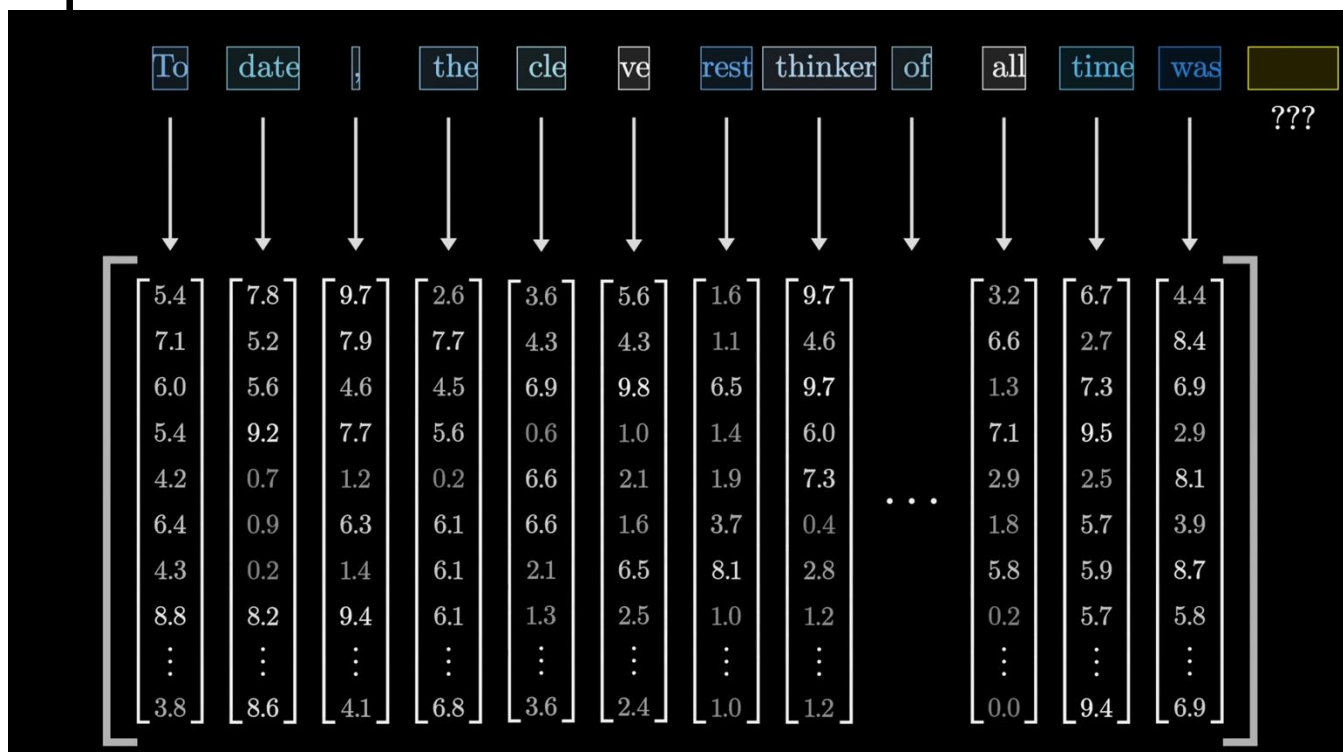 To date , the cle ve rest thinker of all time was
???
5.4 7.8 9.7 2.6 3.6 5.6 1.6 9.7 3.2 6.7 4.4
7.1 5.2 7.9 7.7 4.3 4.3 1.1 4.6 6.6 2.7 8.4
6.0 5.6 4.6 4.5 6.9 9.8 6.5 9.7 1.3 7.3 6.9
5.4 9.2 7.7 5.6 0.6 1.0 1.4 6.0 7.1 9.5 2.9
4.2 0.7 1.2 0.2 6.6 2.1 1.9 7.3 2.9 2.5 8.1
. . .
6.4 0.9 6.3 6.1 6.6 1.6 3.7 0.4 1.8 5.7 3.9
4.3 0.2 1.4 6.1 2.1 6.5 8.1 2.8 5.8 5.9 8.7
8.8 8.2 9.4 6.1 1.3 2.5 1.0 1.2 0.2 5.7 5.8
⋮ ⋮ ⋮ ⋮ ⋮ ⋮ ⋮ ⋮ ⋮ ⋮ ⋮
3.8 8.6 4.1 6.8 3.6 2.4 1.0 1.2 0.0 9.4 6.9